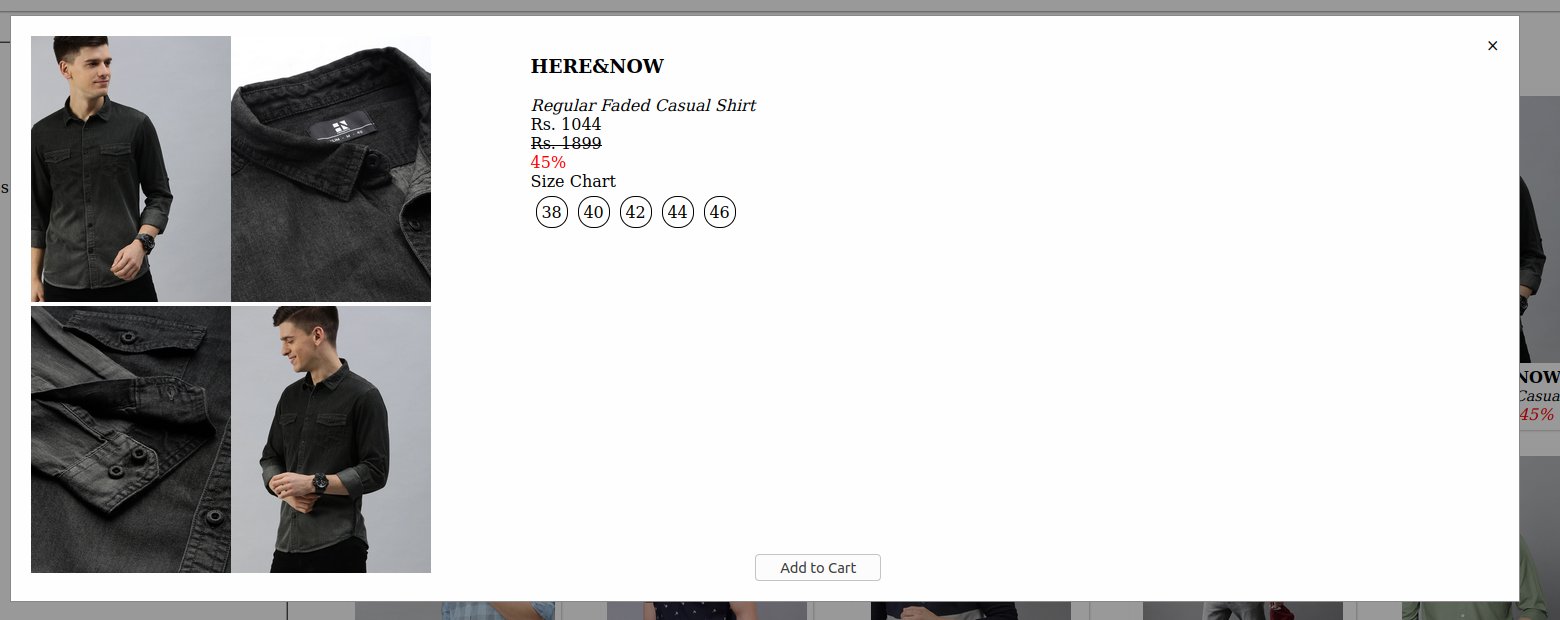 ×
HERE&NOW
Regular Faded Casual Shirt
Rs. 1044
Rs. 1899
45%
Size Chart
38 40 42 44 46
Add to Cart
s
NOW
Casua
45%